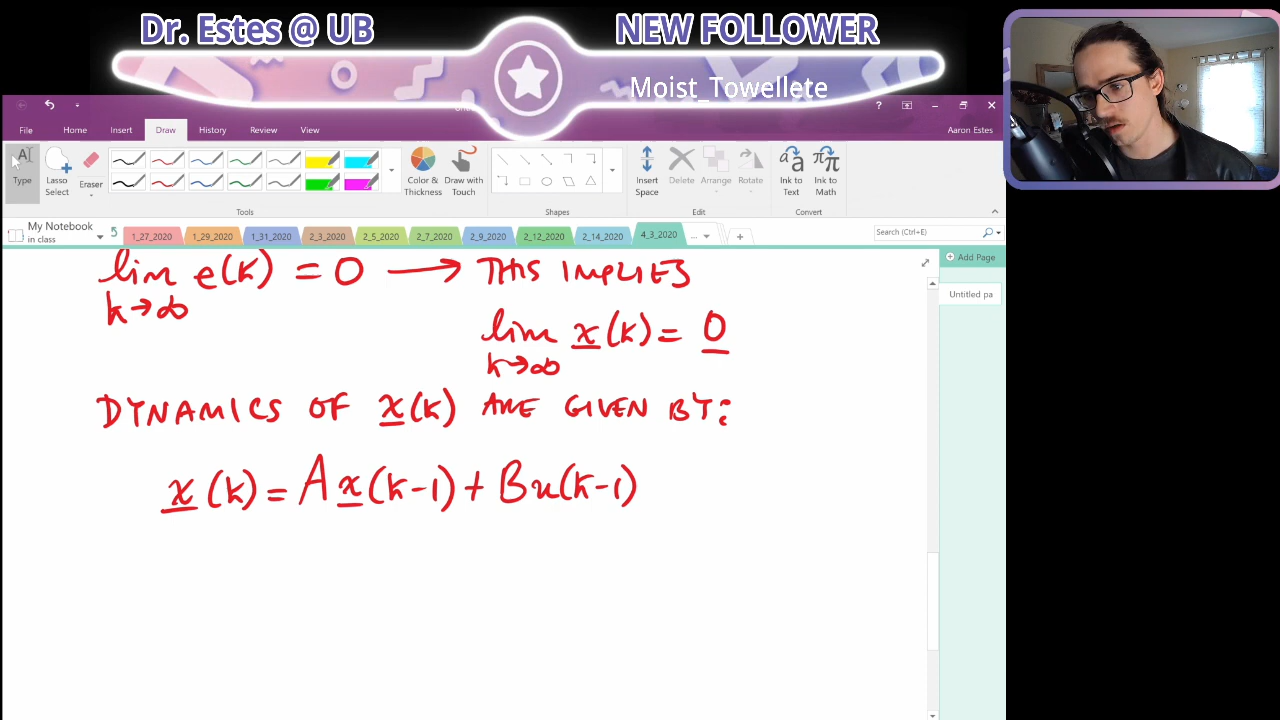 Dr. Estes @ UB
NEW FOLLOWER
Moist_Towellete
File Home Insert Draw History Review View
Aaron Estes
Type
Lasso Select
Eraser
Color & Thickness
Draw with Touch
Insert Space
Delete
Arrange
Rotate
Ink to Text
Ink to Math
Tools
Shapes
Edit
Convert
My Notebook
in class
1_27_2020 1_29_2020 1_31_2020 2_3_2020 2_5_2020 2_7_2020 2_9_2020 2_12_2020 2_14_2020 4_3_2020 ...
Search (Ctrl+E)
Add Page
Untitled pa
lim e(k) = 0 → THIS IMPLIES
k→∞
lim x(k) = 0
k→∞
DYNAMICS OF x(k) ARE GIVEN BY:
x(k) = Ax(k-1) + Bu(k-1)